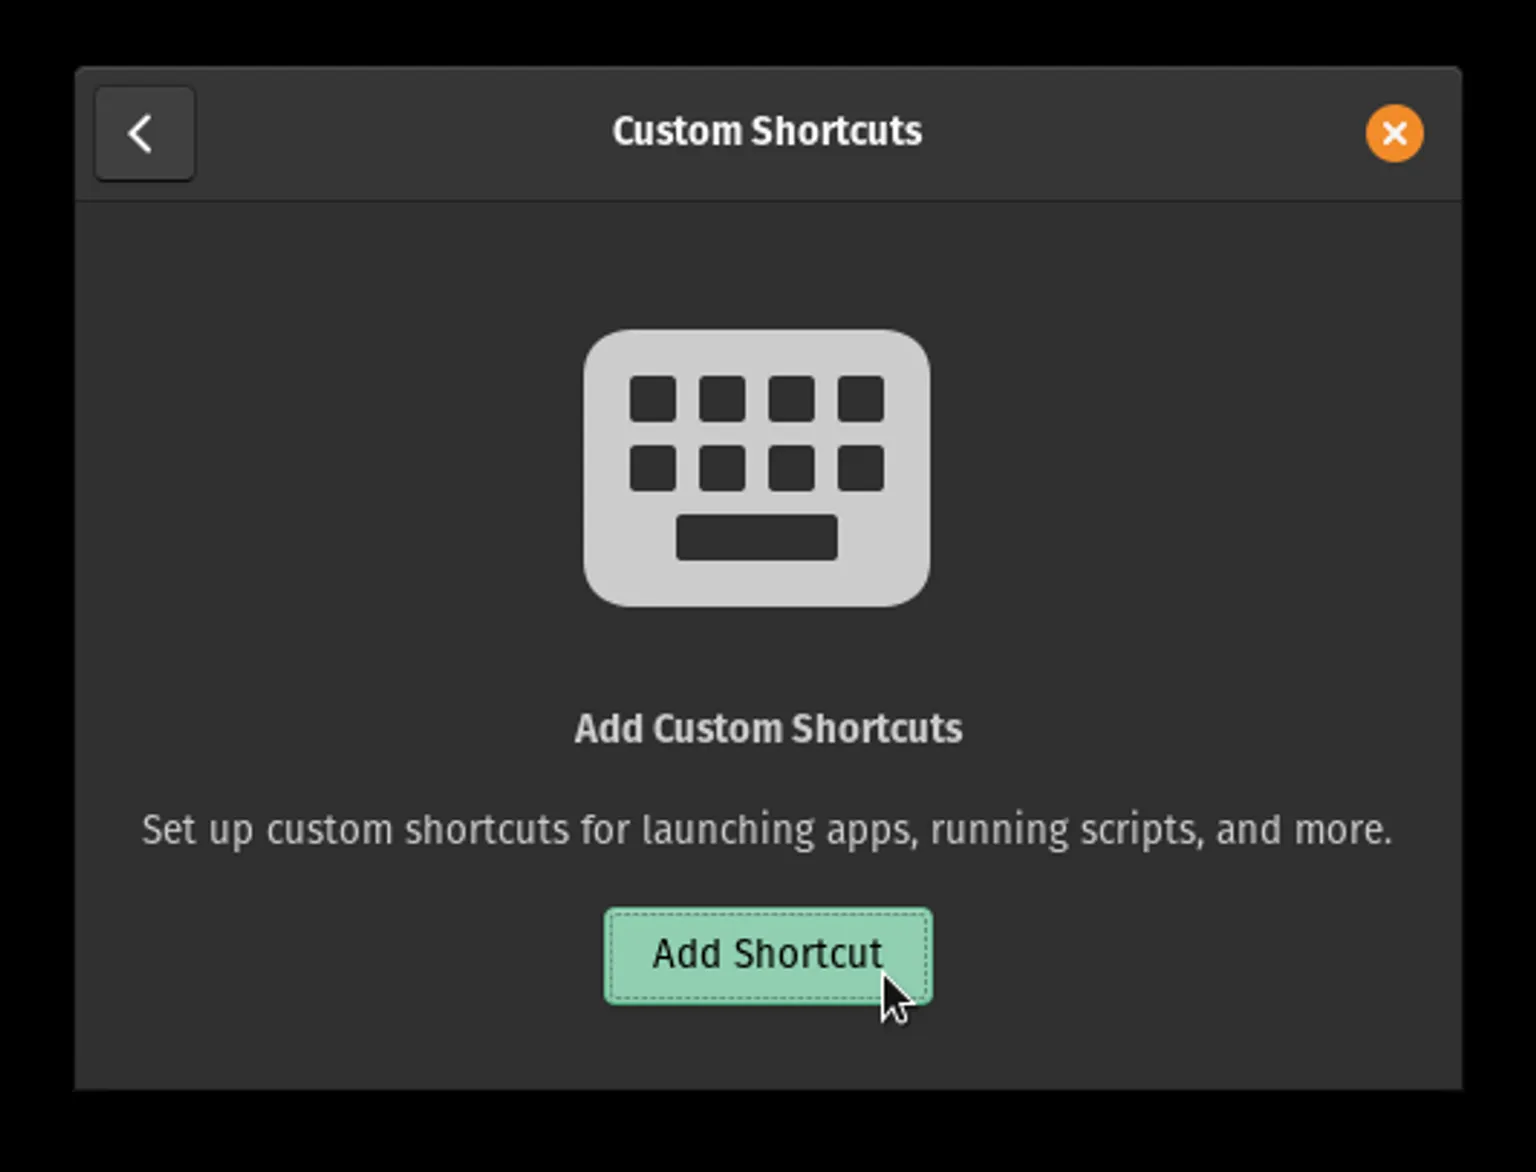 Custom Shortcuts
Add Custom Shortcuts
Set up custom shortcuts for launching apps, running scripts, and more.
Add Shortcut